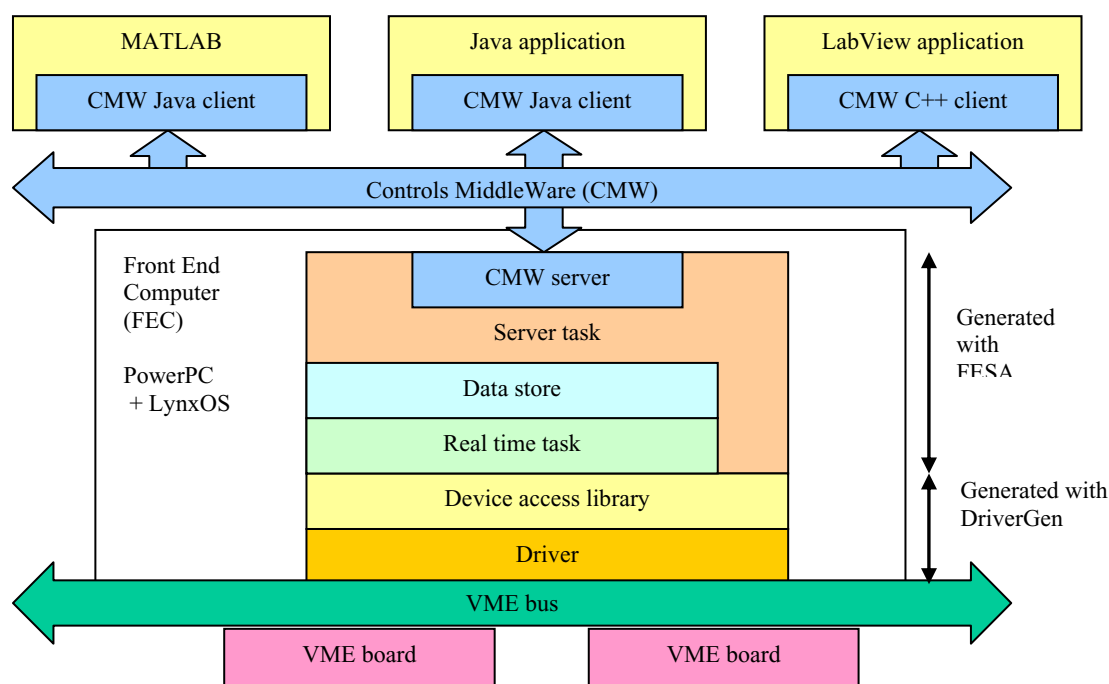 MATLAB
CMW Java client
Java application
CMW Java client
LabView application
CMW C++ client
Controls MiddleWare (CMW)
Front End
Computer
(FEC)
PowerPC
+ LynxOS
CMW server
Server task
Data store
Real time task
Device access library
Driver
Generated
with
FESA
Generated with
DriverGen
VME bus
VME board
VME board